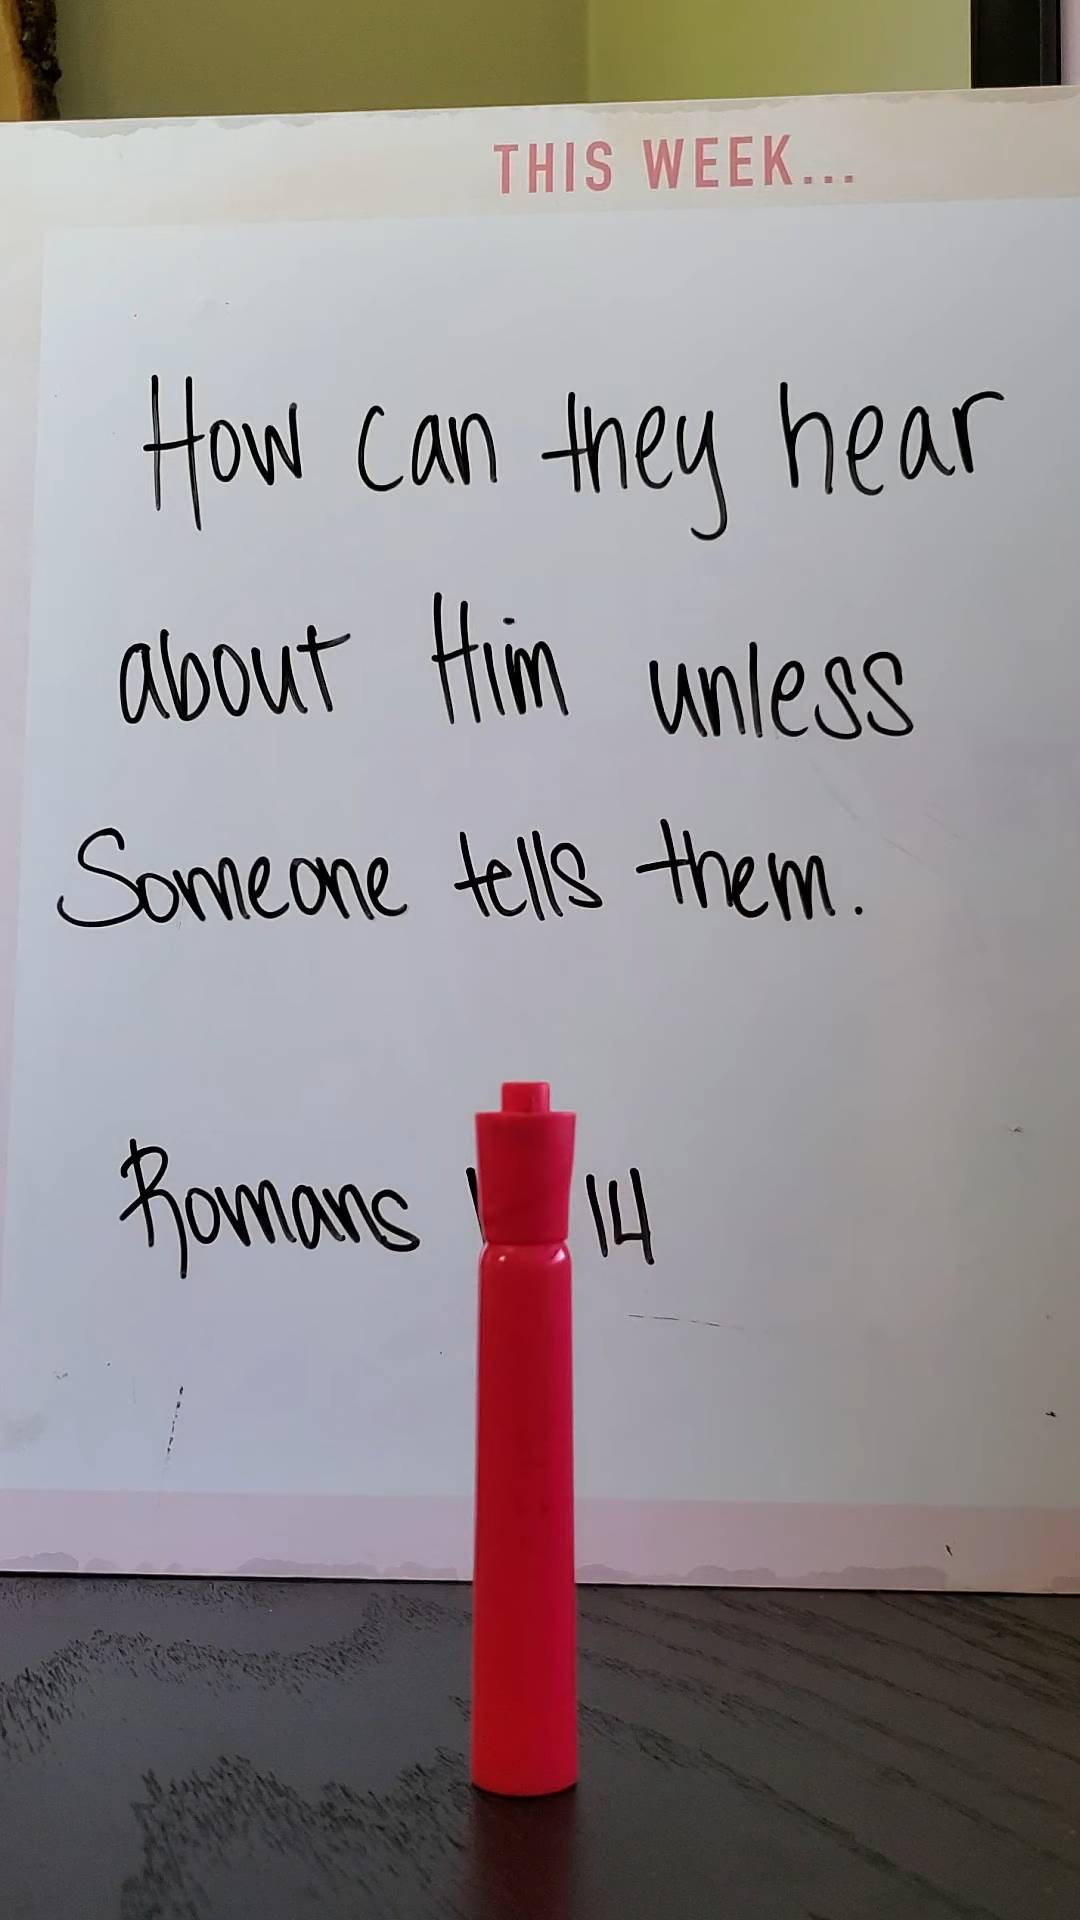 THIS WEEK...
How can they hear
about Him unless
Someone tells them.
Romans 14